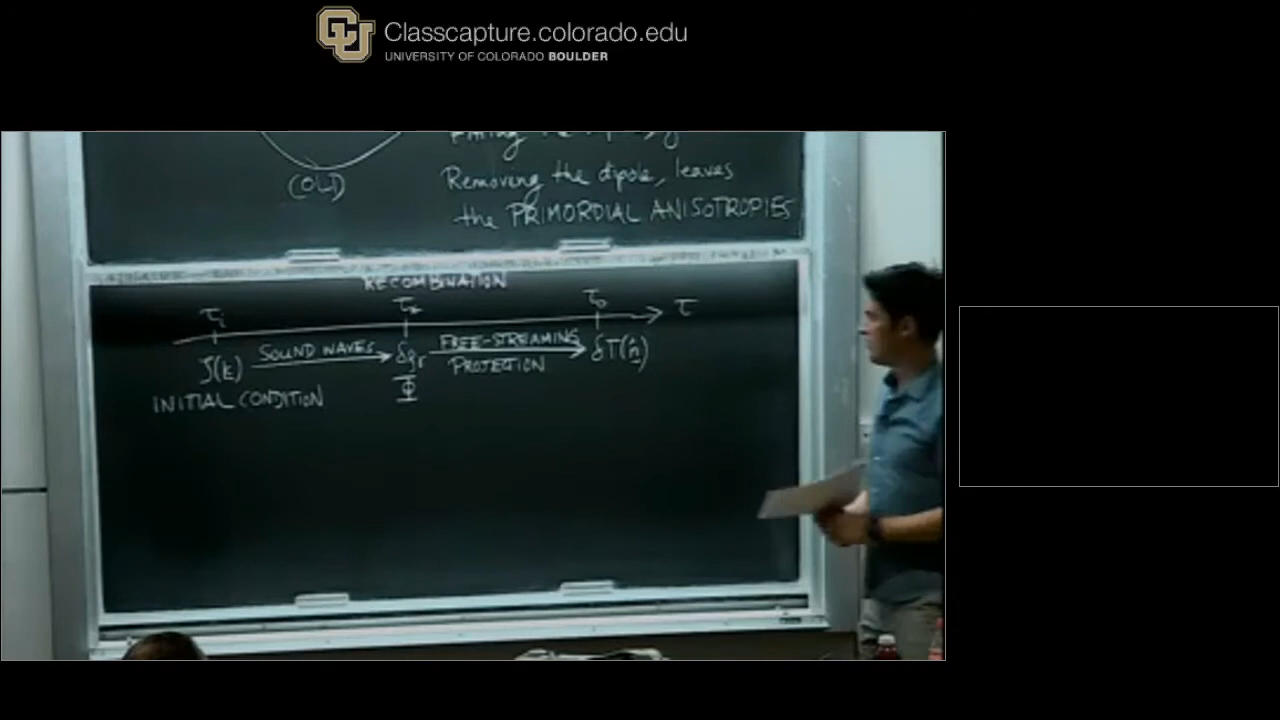 Classcapture.colorado.edu
UNIVERSITY OF COLORADO BOULDER
(OLD)
Removing the dipole, leaves
the PRIMORDIAL ANISOTROPIES
RECOMBINATION
τᵢ τ* τ₀ τ
ζ(k) SOUND WAVES δρᵣ FREE-STREAMING δT(n̂)
PROJECTION
Φ
INITIAL CONDITION